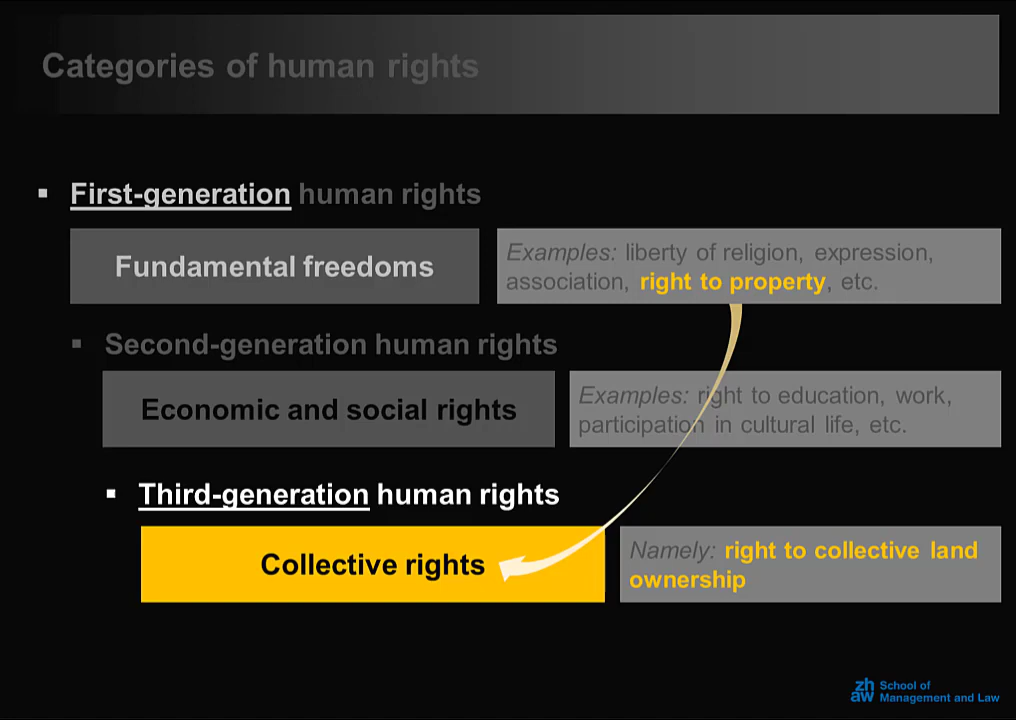 Categories of human rights
▪ First-generation human rights
Fundamental freedoms
Examples: liberty of religion, expression,
association, right to property, etc.
▪ Second-generation human rights
Economic and social rights
Examples: right to education, work,
participation in cultural life, etc.
▪ Third-generation human rights
Collective rights
Namely: right to collective land
ownership
zh
aw
School of
Management and Law